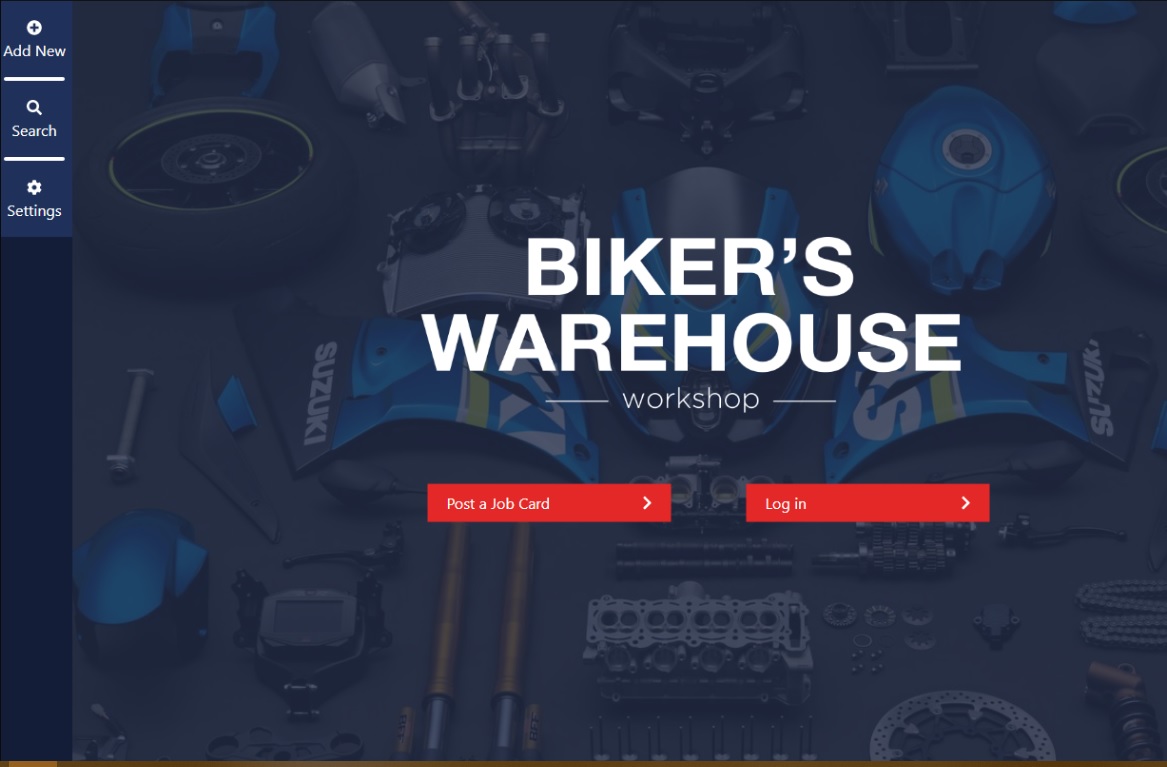 Add New
Search
Settings
BIKER’S
WAREHOUSE
workshop
SUZUKI
SUZUKI
Post a Job Card
Log in